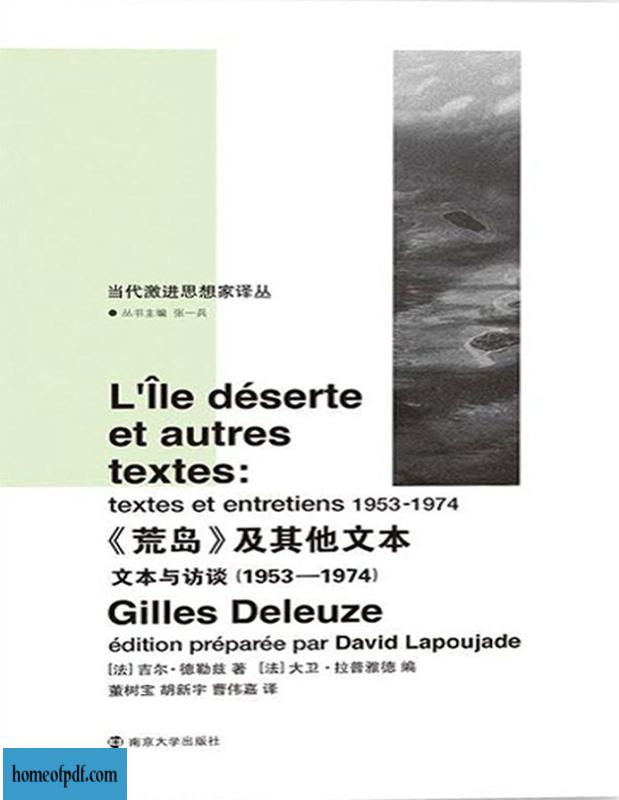 当代激进思想家译丛
● 丛书主编 张一兵
L'Île déserte
et autres
textes:
textes et entretiens 1953-1974
《荒岛》及其他文本
文本与访谈(1953—1974)
Gilles Deleuze
édition préparée par David Lapoujade
[法]吉尔·德勒兹 著 [法]大卫·拉普雅德 编
董树宝 胡新宇 曹伟嘉 译
南京大学出版社
homeofpdf.com